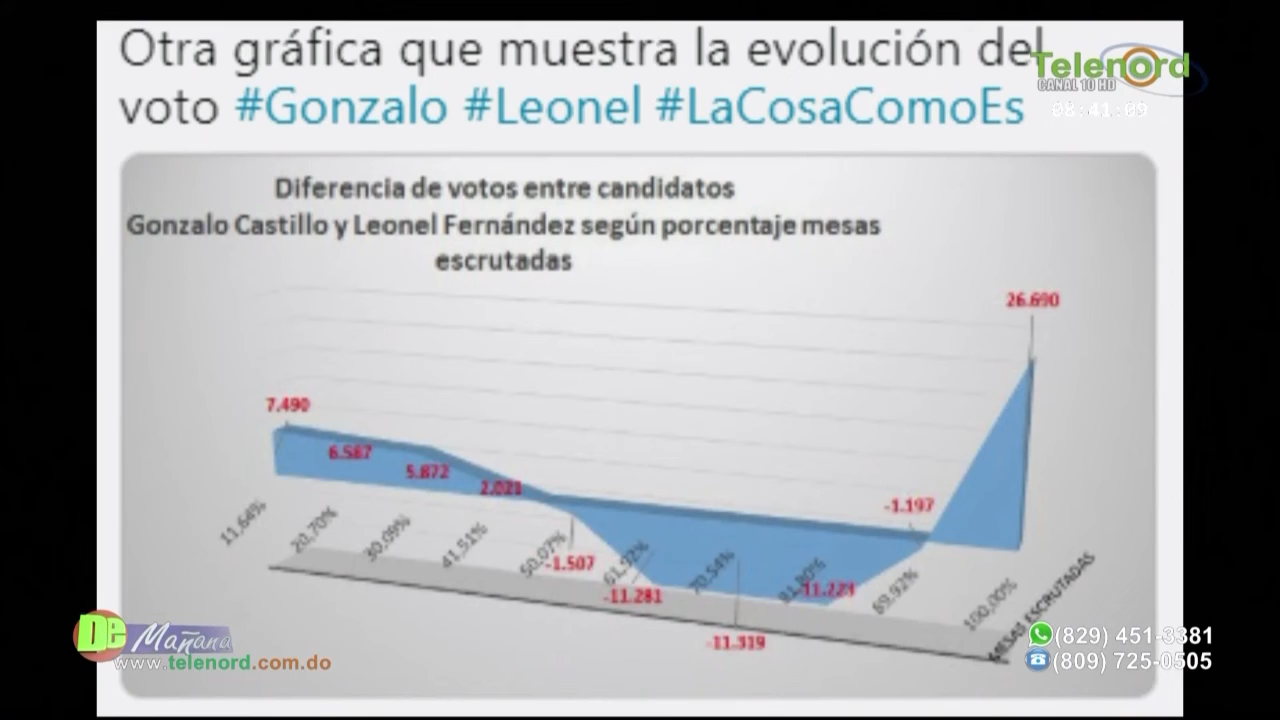 Otra gráfica que muestra la evolución del
voto #Gonzalo #Leonel #LaCosaComoEs
Telenord
CANAL 10 HD
08:41:09
Diferencia de votos entre candidatos
Gonzalo Castillo y Leonel Fernández según porcentaje mesas
escrutadas
26.690
7.490
6.587
5.872
2.021
-1.197
-1.507
-11.281
-11.223
-11.319
11,64%
20,70%
30,09%
41,51%
50,07%
61,92%
70,54%
100,00%
MESAS ESCRUTADAS
De Mañana
www.telenord.com.do
(829) 451-3381
(809) 725-0505